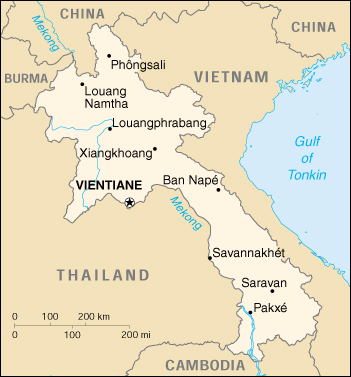 CHINA
CHINA
Mekong
Phôngsali
BURMA
VIETNAM
Louang
Namtha
Louangphrabang
Gulf
of
Tonkin
Xiangkhoang
VIENTIANE
Ban Napé
Mekong
Savannakhét
THAILAND
Saravan
Pakxé
0 100 200 km
0 100 200 mi
CAMBODIA